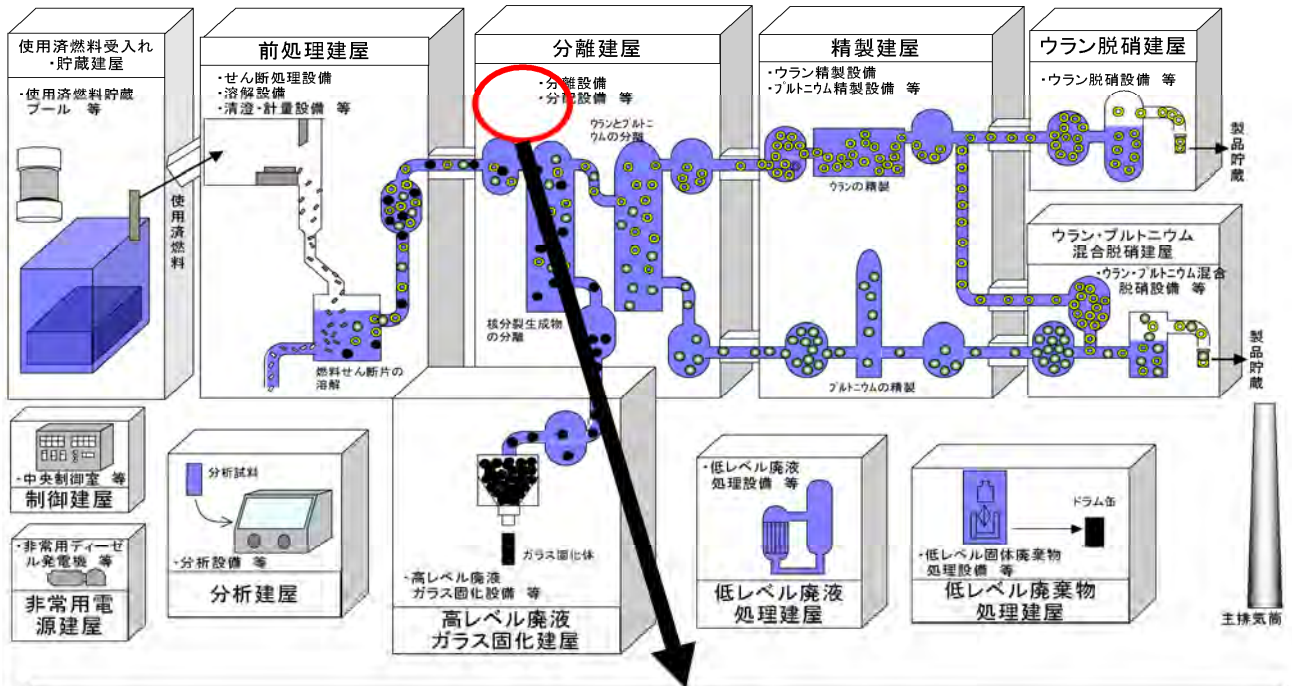 使用済燃料受入れ
・貯蔵建屋
・使用済燃料貯蔵
プール 等
使用済燃料
前処理建屋
・せん断処理設備
・溶解設備
・清澄・計量設備 等
燃料せん断片の
溶解
分離建屋
・分離設備
・分配設備 等
ウランとプルトニ
ウムの分離
核分裂生成物
の分離
精製建屋
・ウラン精製設備
・プルトニウム精製設備 等
ウランの精製
プルトニウムの精製
ウラン脱硝建屋
・ウラン脱硝設備 等
製品貯蔵
ウラン・プルトニウム
混合脱硝建屋
・ウラン・プルトニウム混合
脱硝設備 等
製品貯蔵
・中央制御室 等
制御建屋
・非常用ディーゼ
ル発電機 等
非常用電
源建屋
分析試料
・分析設備 等
分析建屋
ガラス固化体
・高レベル廃液
ガラス固化設備 等
高レベル廃液
ガラス固化建屋
・低レベル廃液
処理設備 等
低レベル廃液
処理建屋
ドラム缶
・低レベル固体廃棄物
処理設備 等
低レベル廃棄物
処理建屋
主排気筒